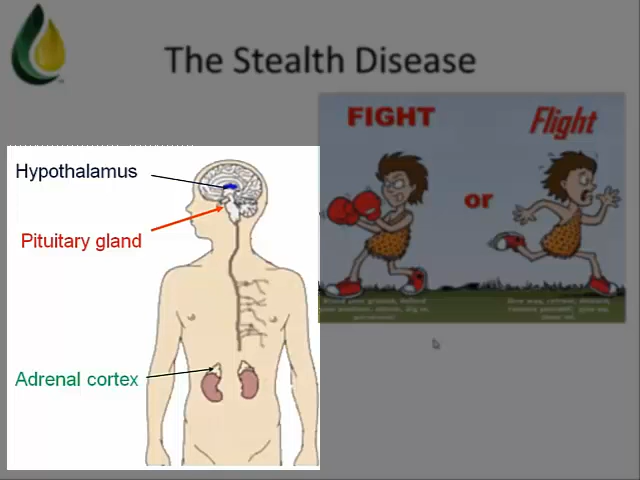 The Stealth Disease
FIGHT
Flight
or
Hypothalamus
Pituitary gland
Adrenal cortex